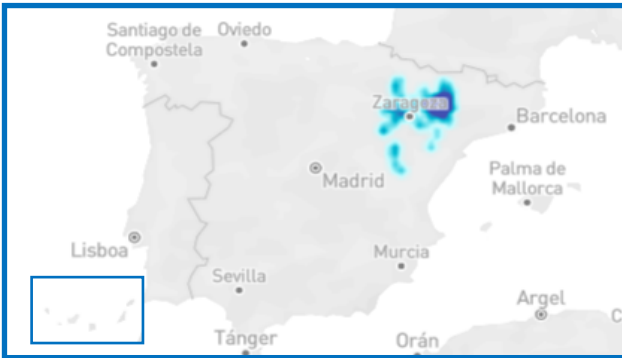 Santiago de
Compostela
Oviedo
Zaragoza
Barcelona
Madrid
Palma de
Mallorca
Lisboa
Murcia
Sevilla
Argel
C
Tánger
Orán